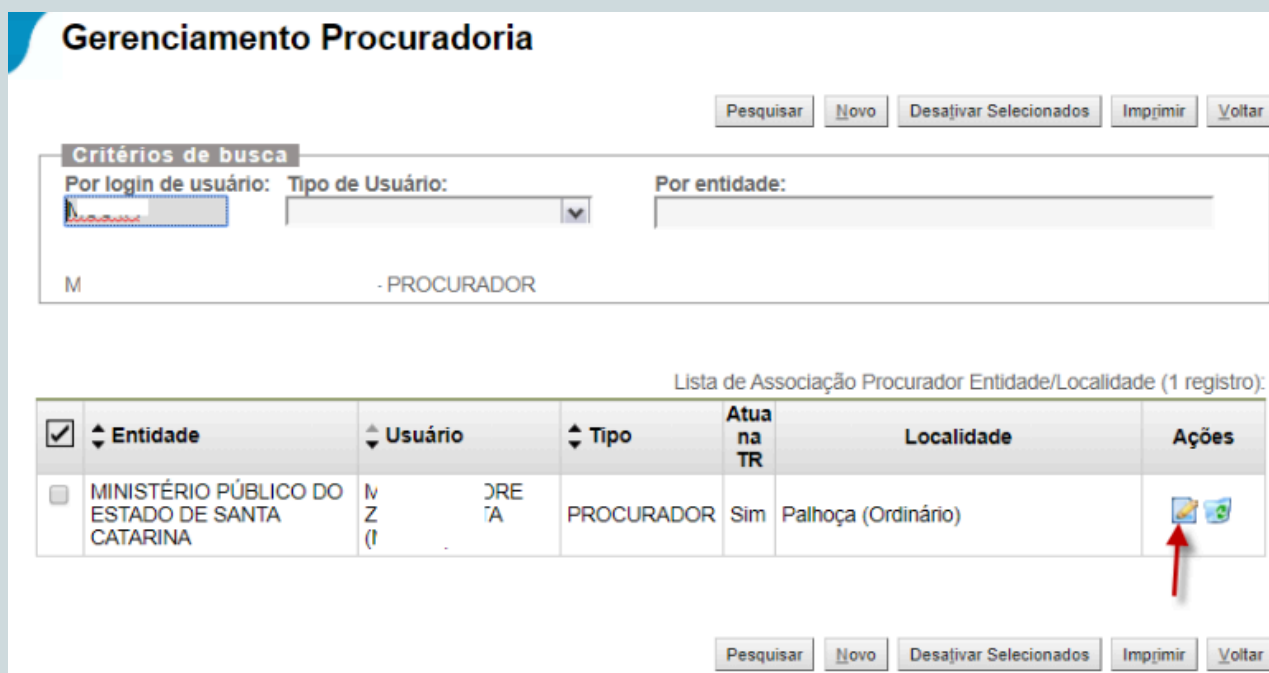 Gerenciamento Procuradoria
Pesquisar Novo Desativar Selecionados Imprimir Voltar
Critérios de busca
Por login de usuário: Tipo de Usuário: Por entidade:
M - PROCURADOR
Lista de Associação Procurador Entidade/Localidade (1 registro):
Entidade Usuário Tipo Atua na TR Localidade Ações
MINISTÉRIO PÚBLICO DO
ESTADO DE SANTA
CATARINA
PROCURADOR Sim Palhoça (Ordinário)
Pesquisar Novo Desativar Selecionados Imprimir Voltar